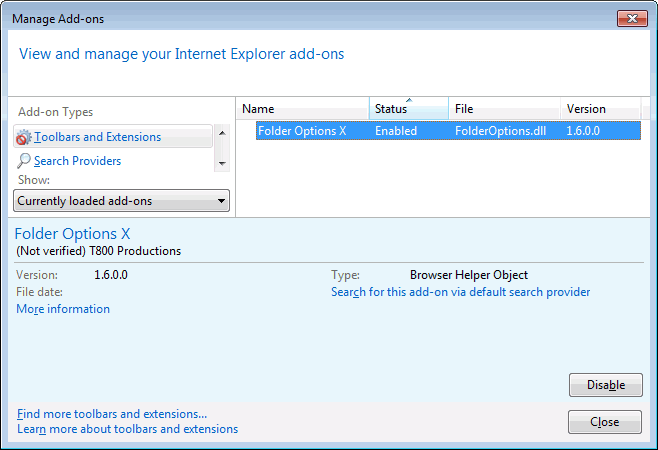 Manage Add-ons
View and manage your Internet Explorer add-ons
Add-on Types
Toolbars and Extensions
Search Providers
Show:
Currently loaded add-ons
Name Status File Version
Folder Options X Enabled FolderOptions.dll 1.6.0.0
Folder Options X
(Not verified) T800 Productions
Version: 1.6.0.0 Type: Browser Helper Object
File date: Search for this add-on via default search provider
More information
Disable
Find more toolbars and extensions...
Learn more about toolbars and extensions
Close